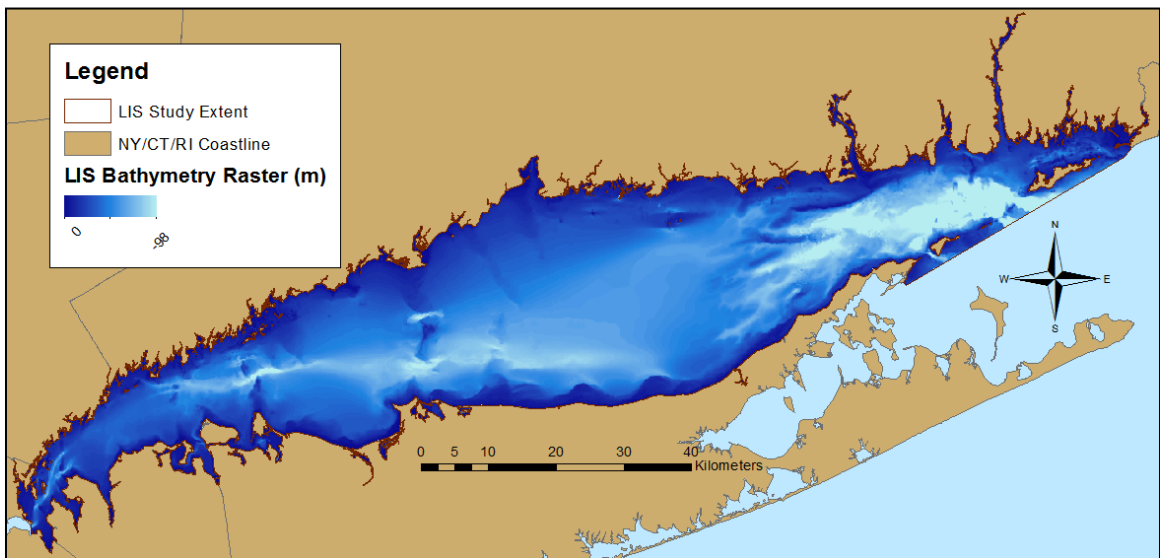 Legend
LIS Study Extent
NY/CT/RI Coastline
LIS Bathymetry Raster (m)
0
-98
N
W
E
S
0 5 10 20 30 40
Kilometers